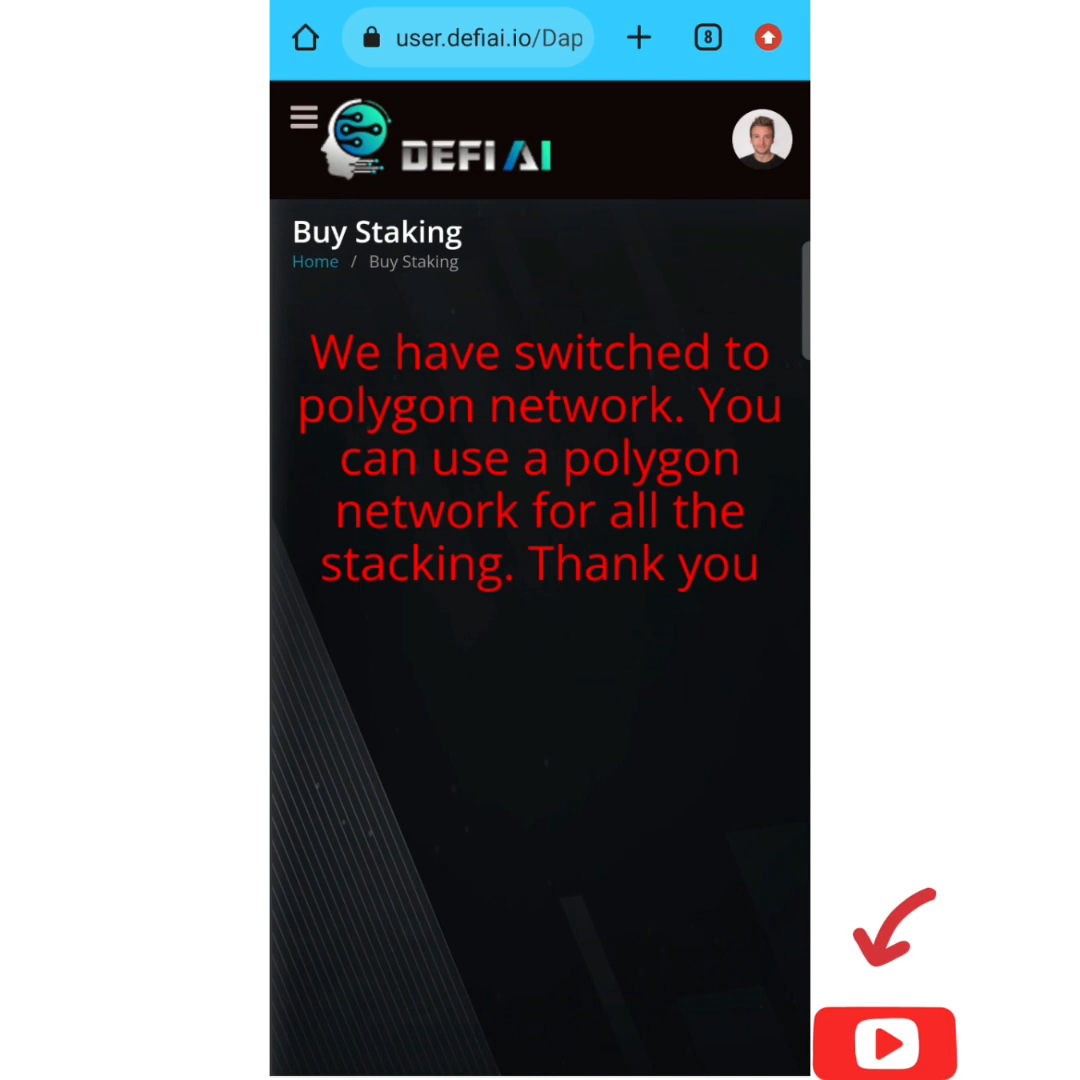 user.defiai.io/Dap
8
DEFI AI
Buy Staking
Home / Buy Staking
We have switched to
polygon network. You
can use a polygon
network for all the
stacking. Thank you